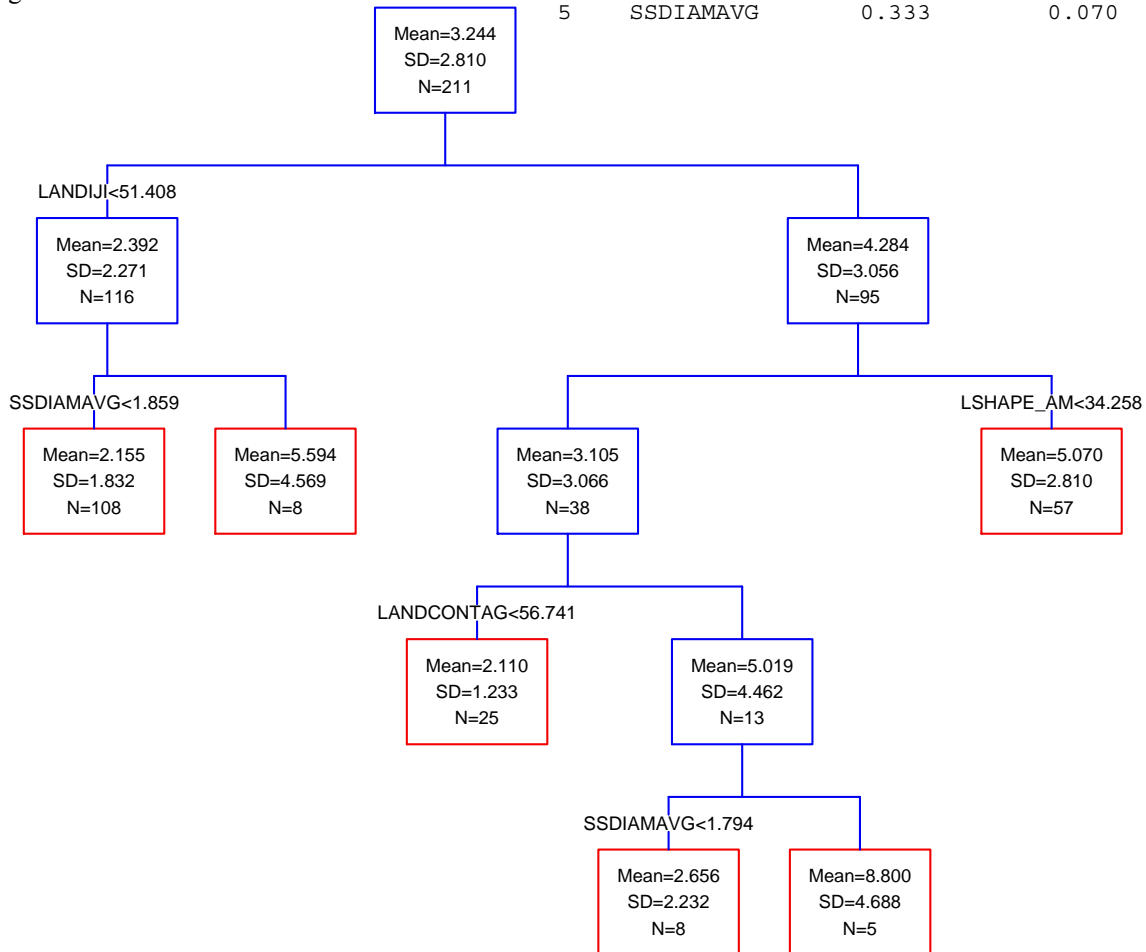 g
5 SSDIAMAVG 0.333 0.070
Mean=3.244
SD=2.810
N=211
LANDIJI<51.408
Mean=2.392
SD=2.271
N=116
Mean=4.284
SD=3.056
N=95
SSDIAMAVG<1.859
LSHAPE_AM<34.258
Mean=2.155
SD=1.832
N=108
Mean=5.594
SD=4.569
N=8
Mean=3.105
SD=3.066
N=38
Mean=5.070
SD=2.810
N=57
LANDCONTAG<56.741
Mean=2.110
SD=1.233
N=25
Mean=5.019
SD=4.462
N=13
SSDIAMAVG<1.794
Mean=2.656
SD=2.232
N=8
Mean=8.800
SD=4.688
N=5